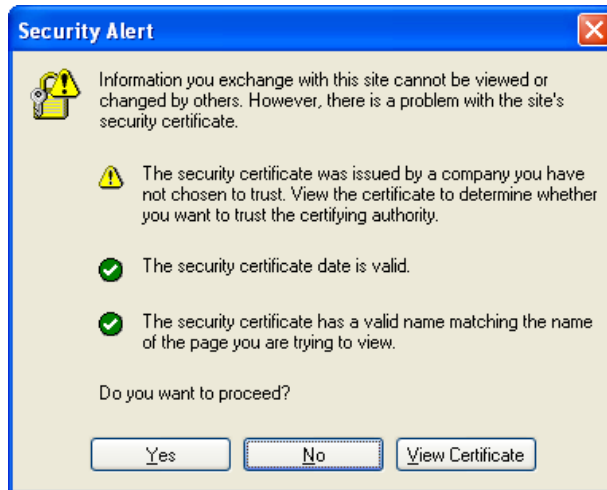 Security Alert
Information you exchange with this site cannot be viewed or
changed by others. However, there is a problem with the site's
security certificate.
The security certificate was issued by a company you have
not chosen to trust. View the certificate to determine whether
you want to trust the certifying authority.
The security certificate date is valid.
The security certificate has a valid name matching the name
of the page you are trying to view.
Do you want to proceed?
Yes No View Certificate